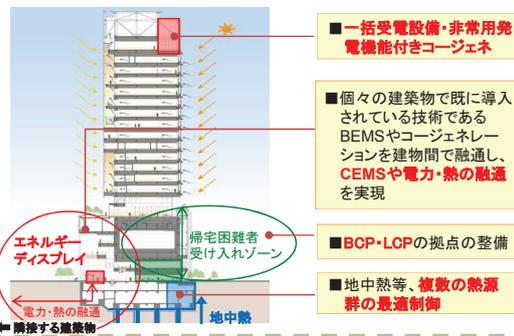 ■一括受電設備・非常用発
電機能付きコージェネ
■個々の建築物で既に導入
されている技術である
BEMSやコージェネレー
ションを建物間で融通し、
CEMSや電力・熱の融通
を実現
エネルギー
ディスプレイ
帰宅困難者
受け入れゾーン
■BCP・LCPの拠点の整備
■地中熱等、複数の熱源
群の最適制御
電力・熱の融通
地中熱
隣接する建築物